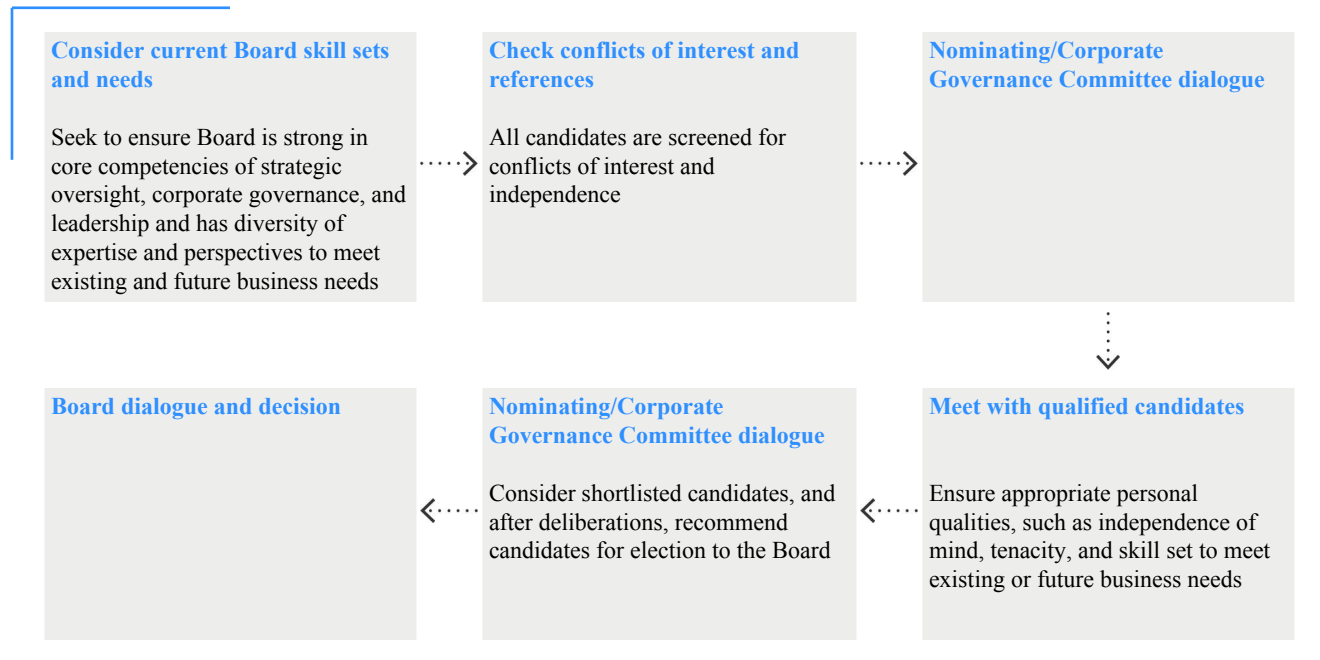 Consider current Board skill sets
and needs
Seek to ensure Board is strong in
core competencies of strategic
oversight, corporate governance, and
leadership and has diversity of
expertise and perspectives to meet
existing and future business needs
Check conflicts of interest and
references
All candidates are screened for
conflicts of interest and
independence
Nominating/Corporate
Governance Committee dialogue
Meet with qualified candidates
Ensure appropriate personal
qualities, such as independence of
mind, tenacity, and skill set to meet
existing or future business needs
Nominating/Corporate
Governance Committee dialogue
Consider shortlisted candidates, and
after deliberations, recommend
candidates for election to the Board
Board dialogue and decision